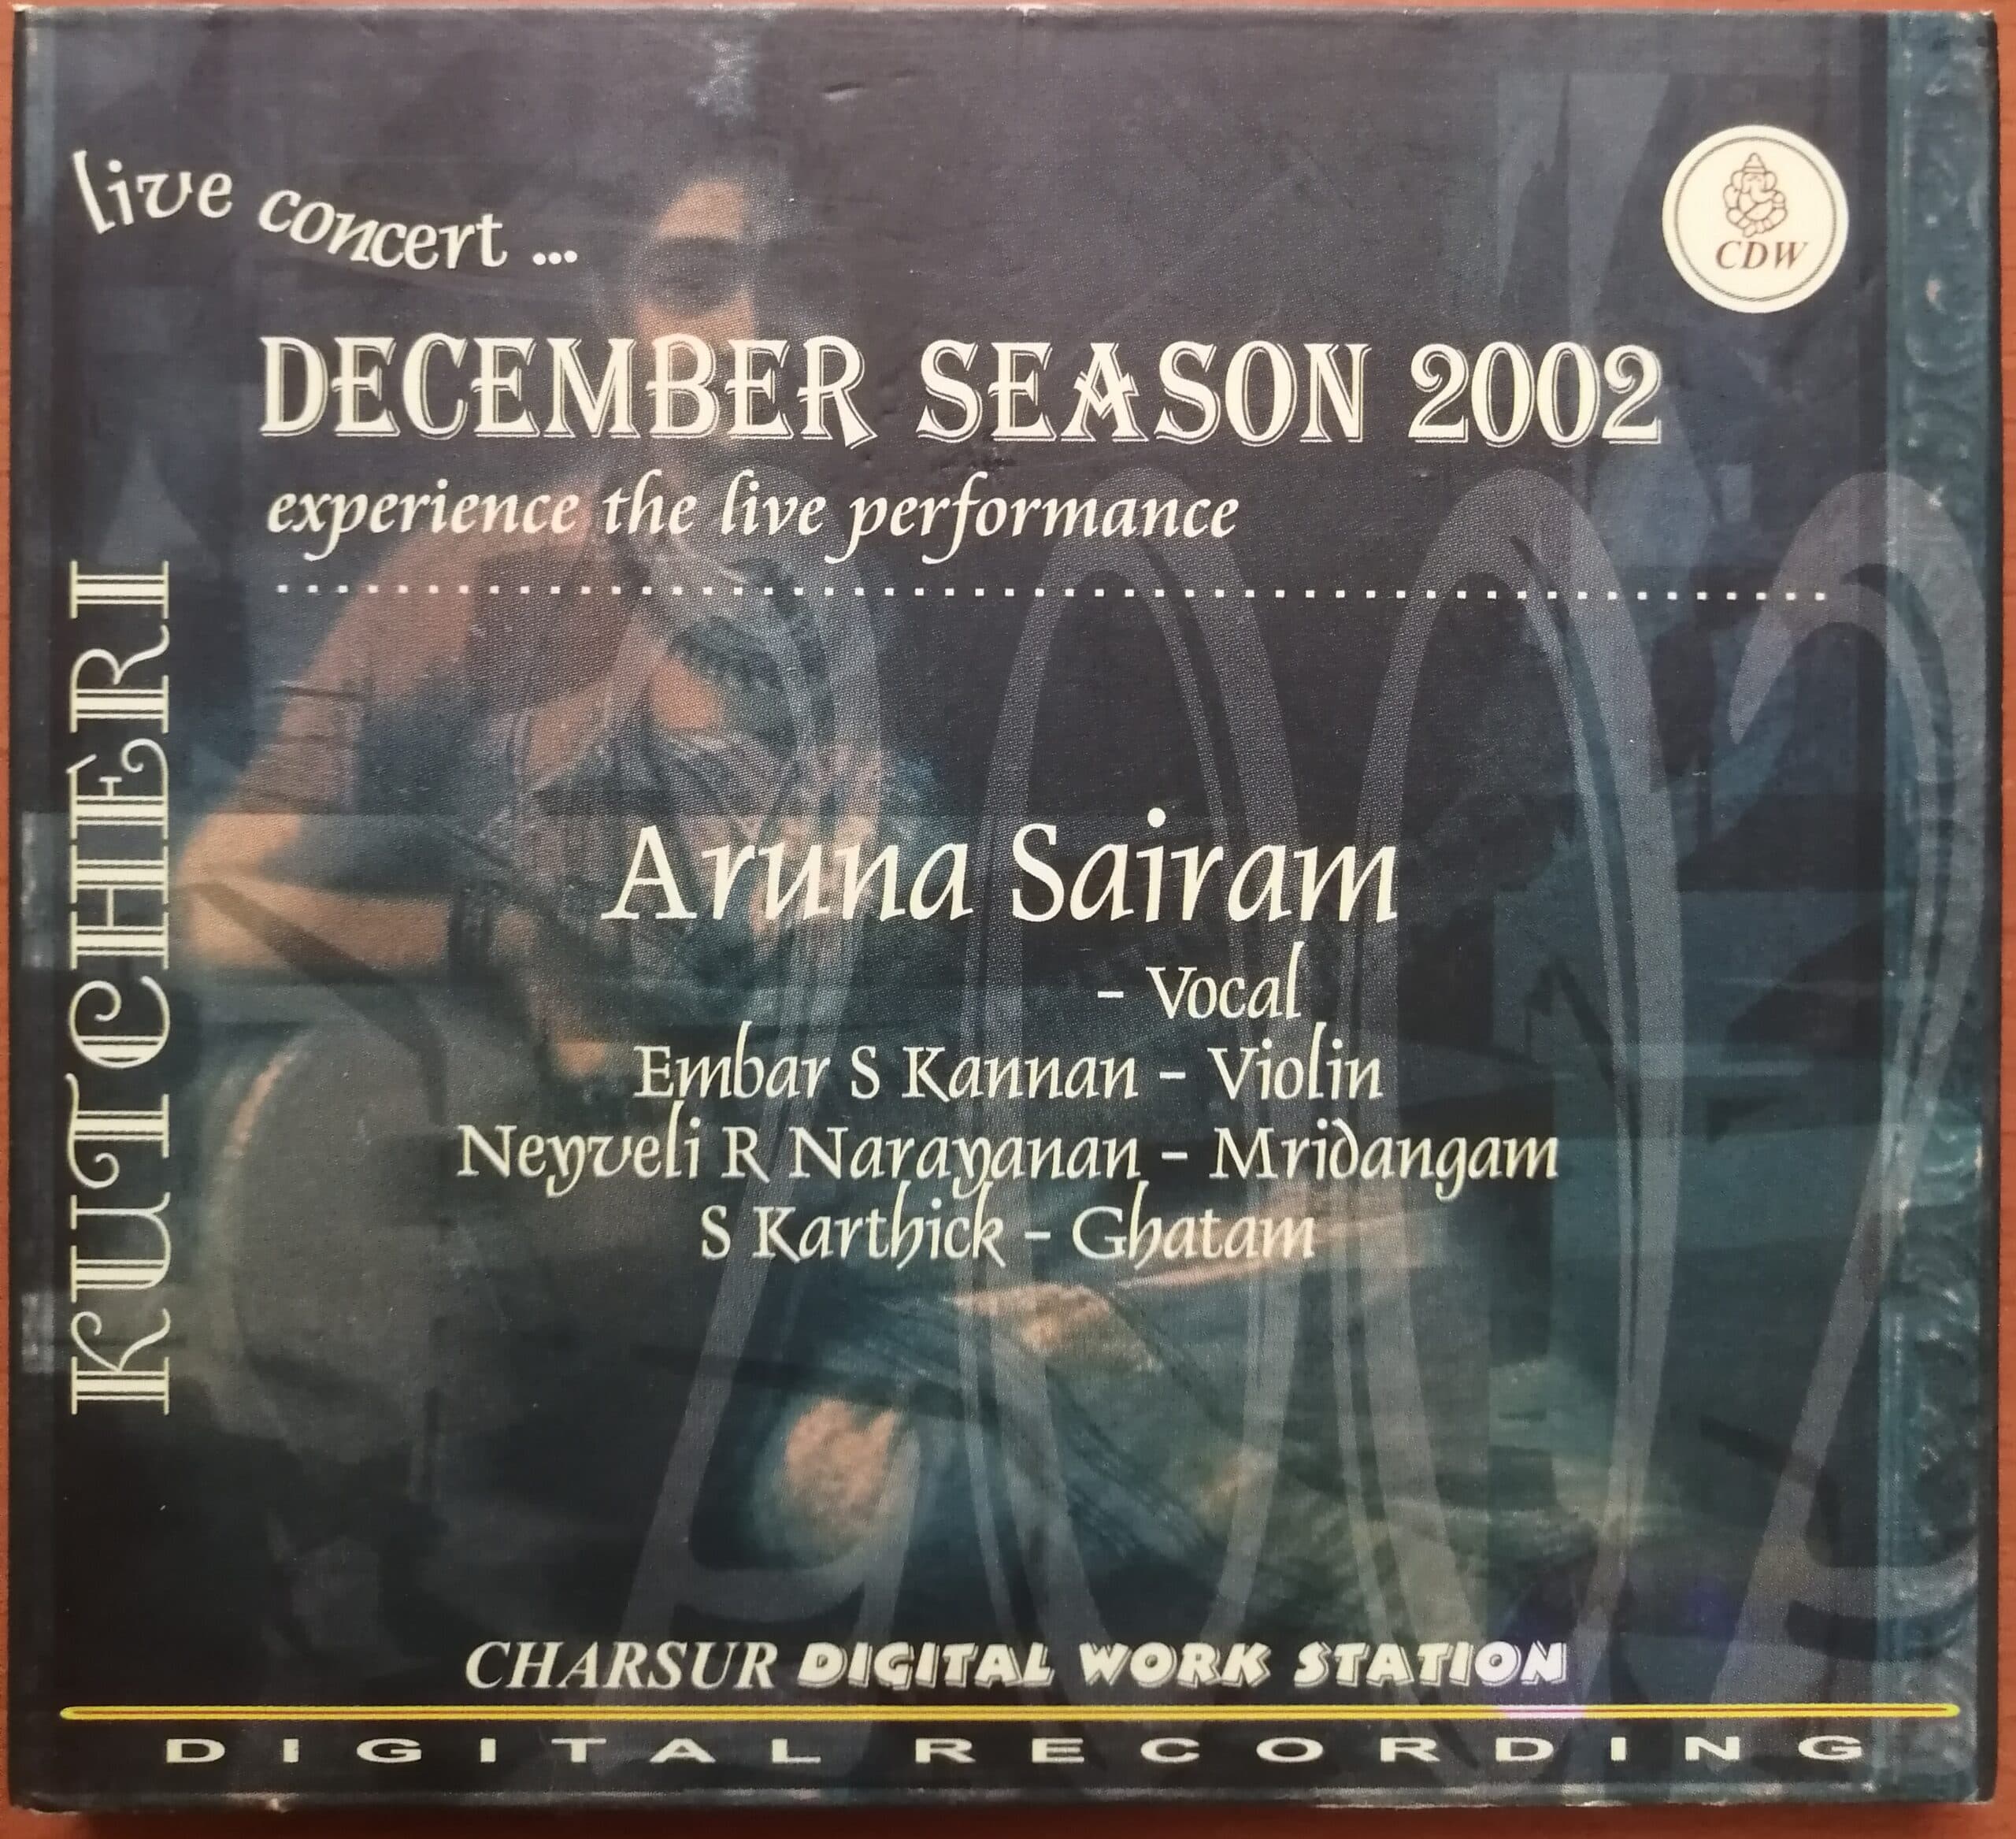 live concert ...
CDW
DECEMBER SEASON 2002
experience the live performance
KUTCHERI
2002
Aruna Sairam
- Vocal
Embar S Kannan - Violin
Neyveli R Narayanan - Mridangam
S Karthick - Ghatam
CHARSUR DIGITAL WORK STATION
DIGITAL RECORDING